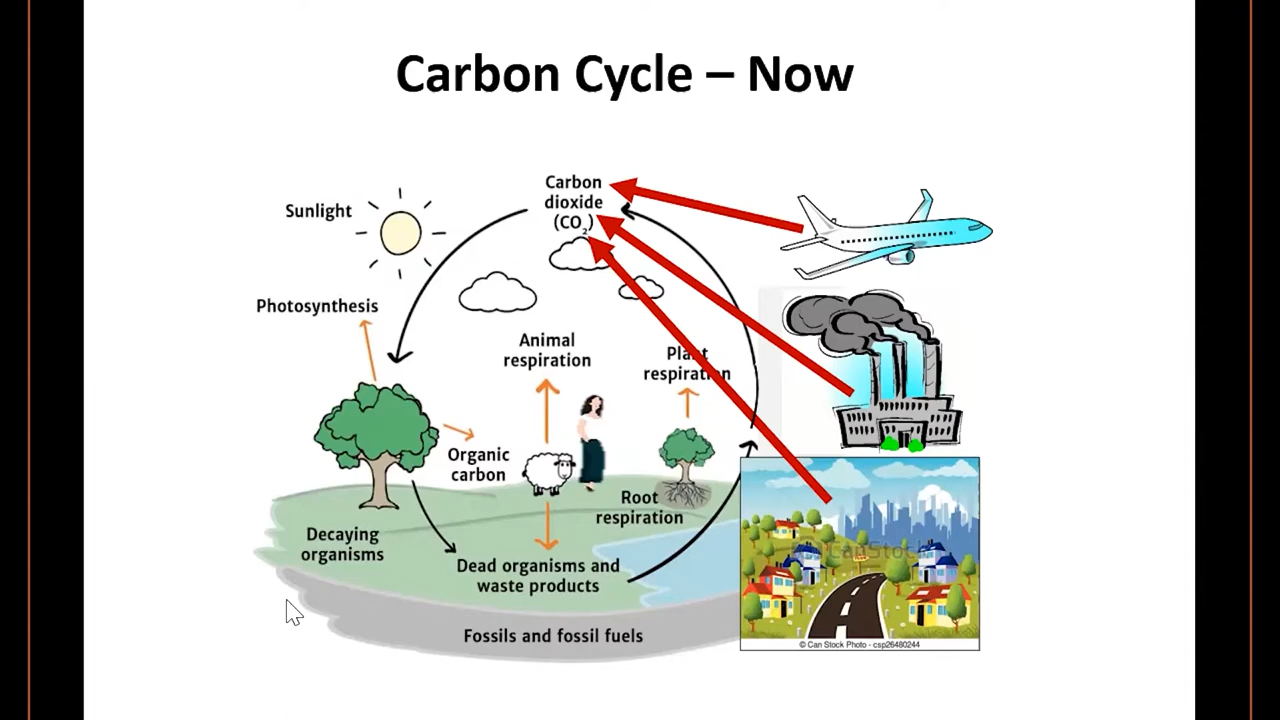 Carbon Cycle – Now
Carbon
dioxide
(CO₂)
Sunlight
Photosynthesis
Animal
respiration
Plant
respiration
Organic
carbon
Root
respiration
Decaying
organisms
Dead organisms and
waste products
Fossils and fossil fuels
CanStock
© Can Stock Photo - csp26480244